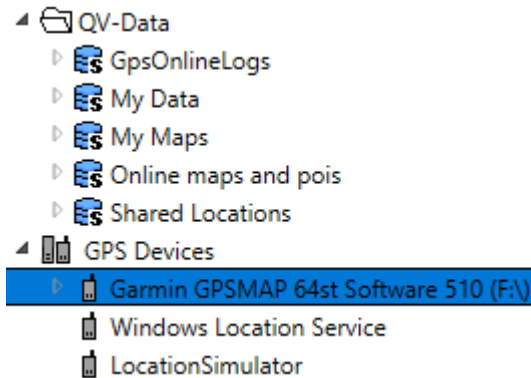 QV-Data
GpsOnlineLogs
My Data
My Maps
Online maps and pois
Shared Locations
GPS Devices
Garmin GPSMAP 64st Software 510 (F:\)
Windows Location Service
LocationSimulator